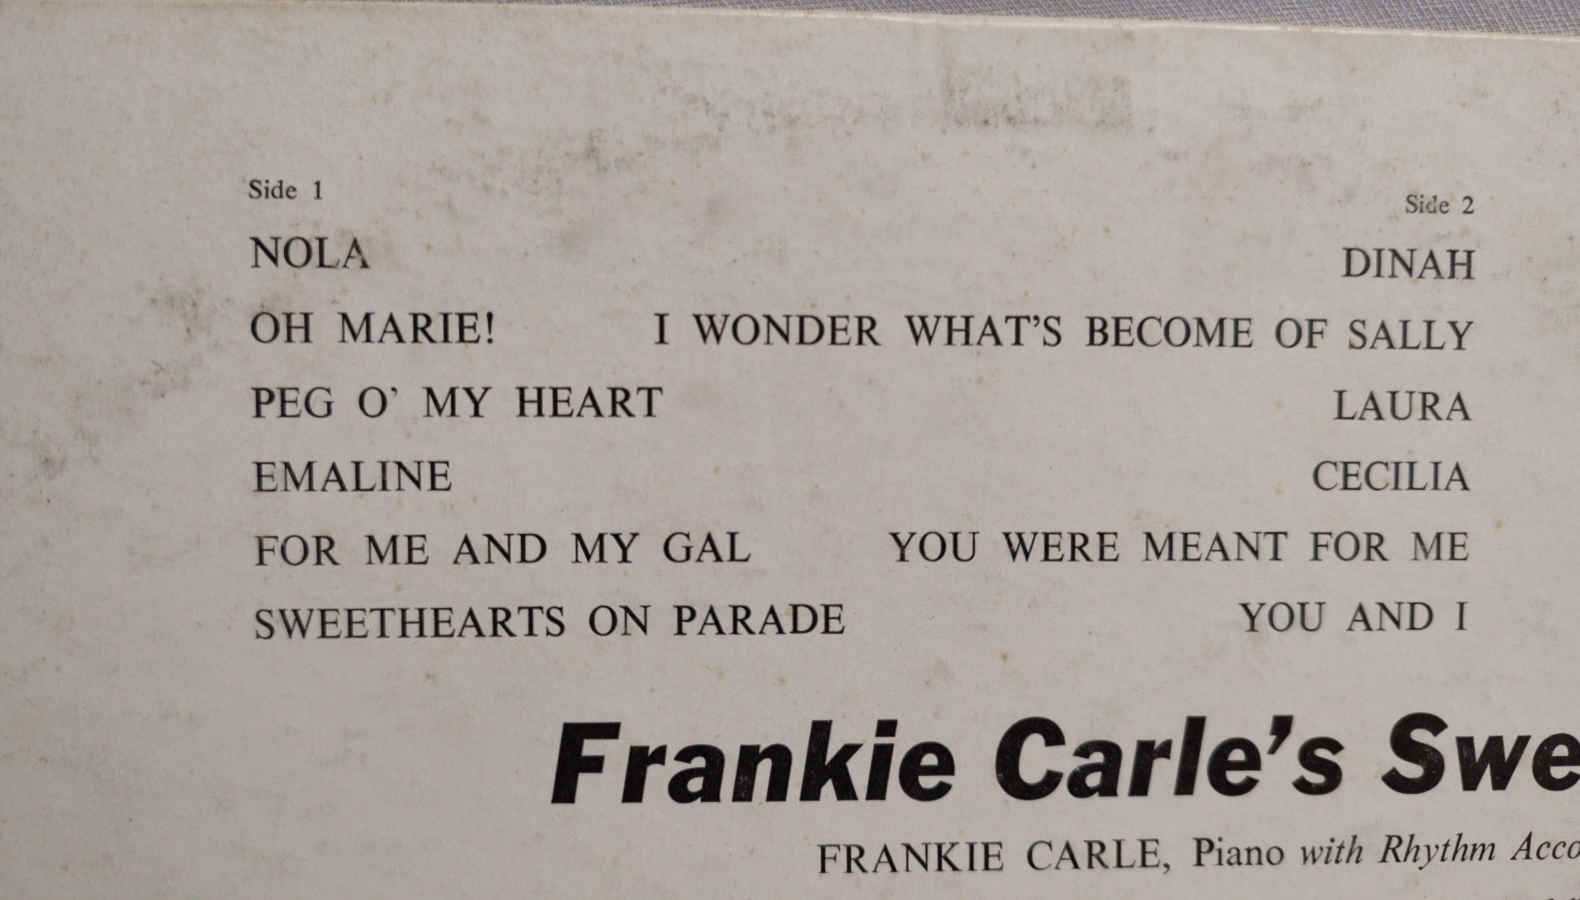 Side 1
NOLA
OH MARIE!
PEG O' MY HEART
EMALINE
FOR ME AND MY GAL
SWEETHEARTS ON PARADE
Side 2
DINAH
I WONDER WHAT'S BECOME OF SALLY
LAURA
CECILIA
YOU WERE MEANT FOR ME
YOU AND I
Frankie Carle's Swe
FRANKIE CARLE, Piano with Rhythm Acco